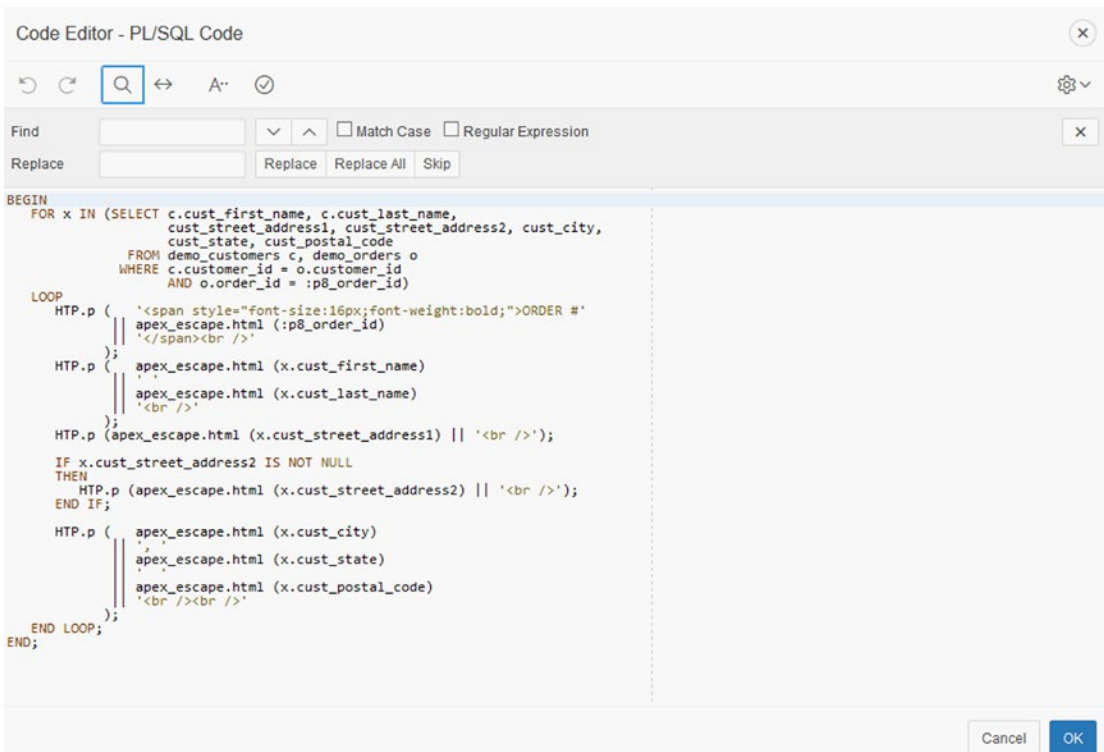 Code Editor - PL/SQL Code
A
Find Match Case Regular Expression
Replace Replace Replace All Skip
BEGIN
FOR x IN (SELECT c.cust_first_name, c.cust_last_name,
cust_street_address1, cust_street_address2, cust_city,
cust_state, cust_postal_code
FROM demo_customers c, demo_orders o
WHERE c.customer_id = o.customer_id
AND o.order_id = :p8_order_id)
LOOP
HTP.p ( '<span style="font-size:16px;font-weight:bold;">ORDER #'
|| apex_escape.html (:p8_order_id)
|| '</span><br />'
);
HTP.p ( apex_escape.html (x.cust_first_name)
|| ' '
|| apex_escape.html (x.cust_last_name)
|| '<br />'
);
HTP.p (apex_escape.html (x.cust_street_address1) || '<br />');
IF x.cust_street_address2 IS NOT NULL
THEN
HTP.p (apex_escape.html (x.cust_street_address2) || '<br />');
END IF;
HTP.p ( apex_escape.html (x.cust_city)
|| ', '
|| apex_escape.html (x.cust_state)
|| ' '
|| apex_escape.html (x.cust_postal_code)
|| '<br /><br />'
);
END LOOP;
END;
Cancel OK